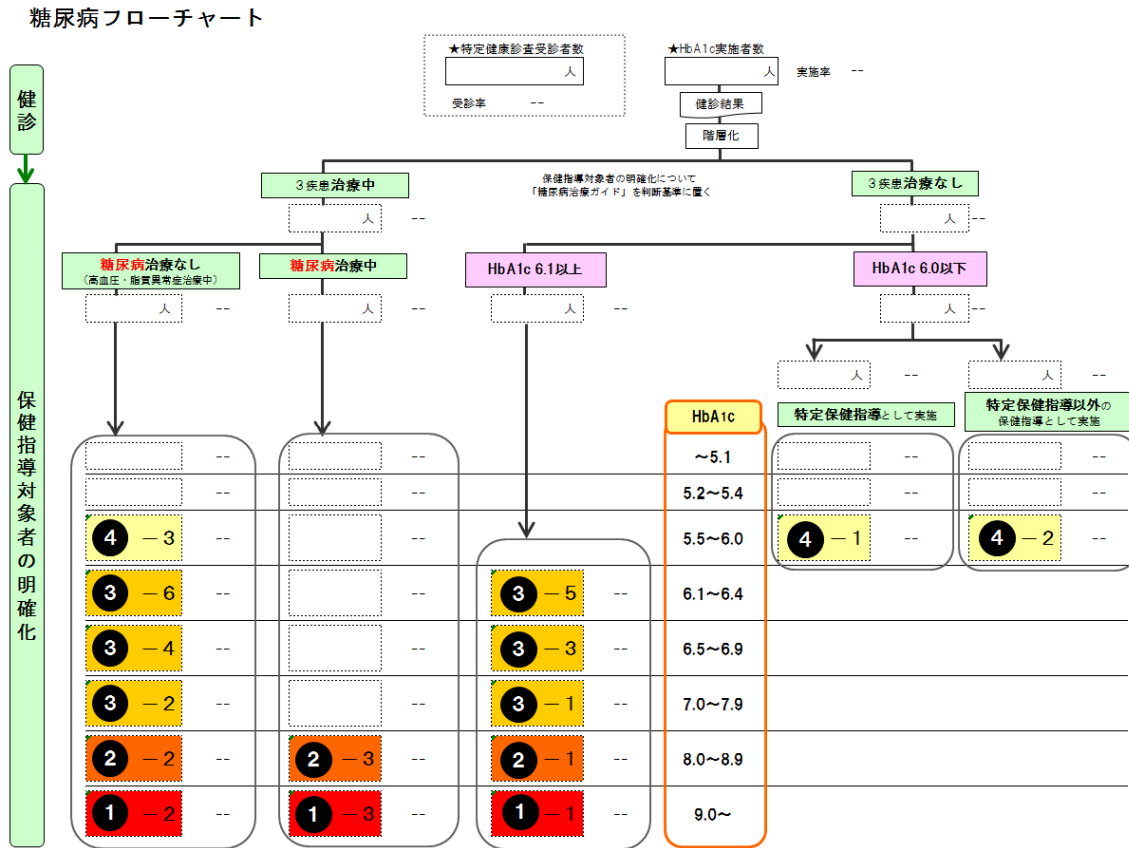 糖尿病フローチャート
★特定健康診査受診者数
人
受診率 --
★HbA1c実施者数
人 実施率 --
健診結果
階層化
健診
保健指導対象者の明確化
保健指導対象者の明確化について
「糖尿病治療ガイド」を判断基準に置く
3疾患治療中
人 --
3疾患治療なし
人 --
糖尿病治療なし
(高血圧・脂質異常症治療中)
人 --
糖尿病治療中
人 --
HbA1c 6.1以上
人 --
HbA1c 6.0以下
人 --
人 --
人 --
特定保健指導として実施
特定保健指導以外の
保健指導として実施
HbA1c
-- -- ～5.1 -- --
-- -- 5.2～5.4 -- --
4 －3 -- -- 5.5～6.0 4 －1 -- 4 －2 --
3 －6 -- -- 3 －5 -- 6.1～6.4
3 －4 -- -- 3 －3 -- 6.5～6.9
3 －2 -- -- 3 －1 -- 7.0～7.9
2 －2 -- 2 －3 -- 2 －1 -- 8.0～8.9
1 －2 -- 1 －3 -- 1 －1 -- 9.0～